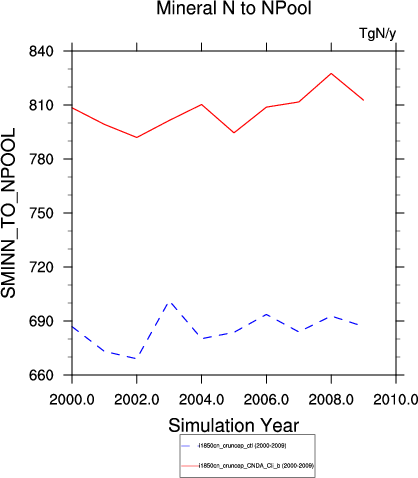 Mineral N to NPool
TgN/y
840
810
780
750
720
690
660
SMINN_TO_NPOOL
2000.0 2002.0 2004.0 2006.0 2008.0 2010.0
Simulation Year
i1850cn_cruncep_ctl (2000-2009)
i1850cn_cruncep_CNDA_Cli_b (2000-2009)